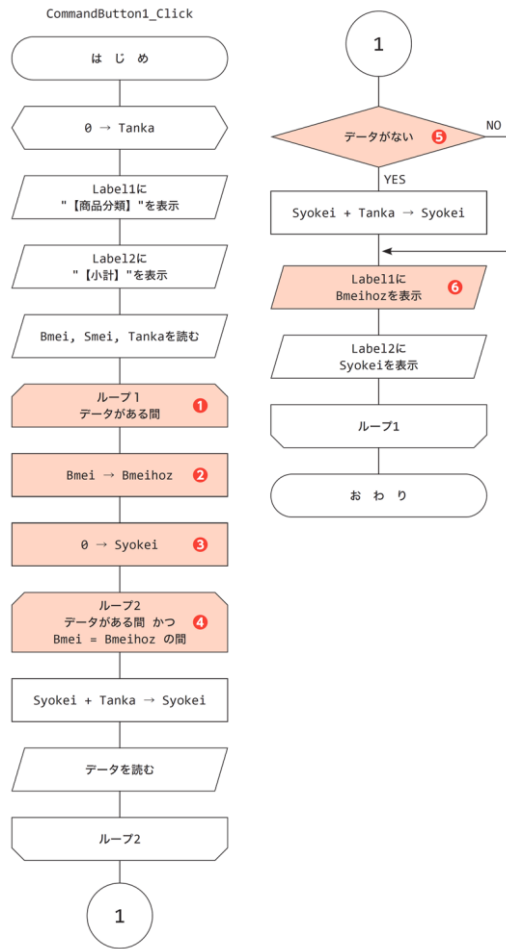 CommandButton1_Click
は じ め
0 → Tanka
Label1に
"【商品分類】"を表示
Label2に
"【小計】"を表示
Bmei, Smei, Tankaを読む
ループ1
データがある間
❶
Bmei → Bmeihoz
❷
0 → Syokei
❸
ループ2
データがある間 かつ
Bmei = Bmeihoz の間
❹
Syokei + Tanka → Syokei
データを読む
ループ2
1
1
データがない
❺
NO
YES
Syokei + Tanka → Syokei
Label1に
Bmeihozを表示
❻
Label2に
Syokeiを表示
ループ1
お わ り